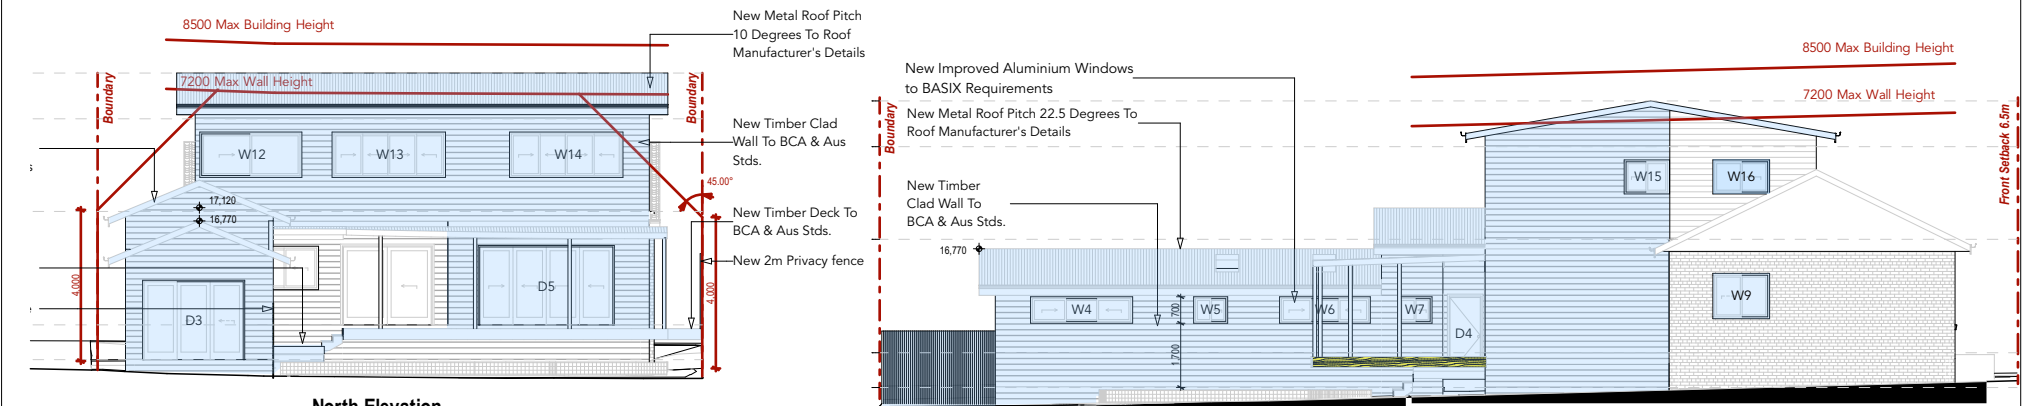 8500 Max Building Height
7200 Max Wall Height
Boundary
Boundary
New Metal Roof Pitch
10 Degrees To Roof
Manufacturer's Details
New Timber Clad
Wall To BCA & Aus
Stds.
45.00°
New Timber Deck To
BCA & Aus Stds.
New 2m Privacy fence
W12
W13
W14
17,120
16,770
4.000
4.000
D3
D5
North Elevation
8500 Max Building Height
7200 Max Wall Height
Boundary
Front Setback 6.5m
New Improved Aluminium Windows
to BASIX Requirements
New Metal Roof Pitch 22.5 Degrees To
Roof Manufacturer's Details
New Timber
Clad Wall To
BCA & Aus Stds.
16,770
W15
W16
W4
W5
W6
W7
W9
D4
700
1.700